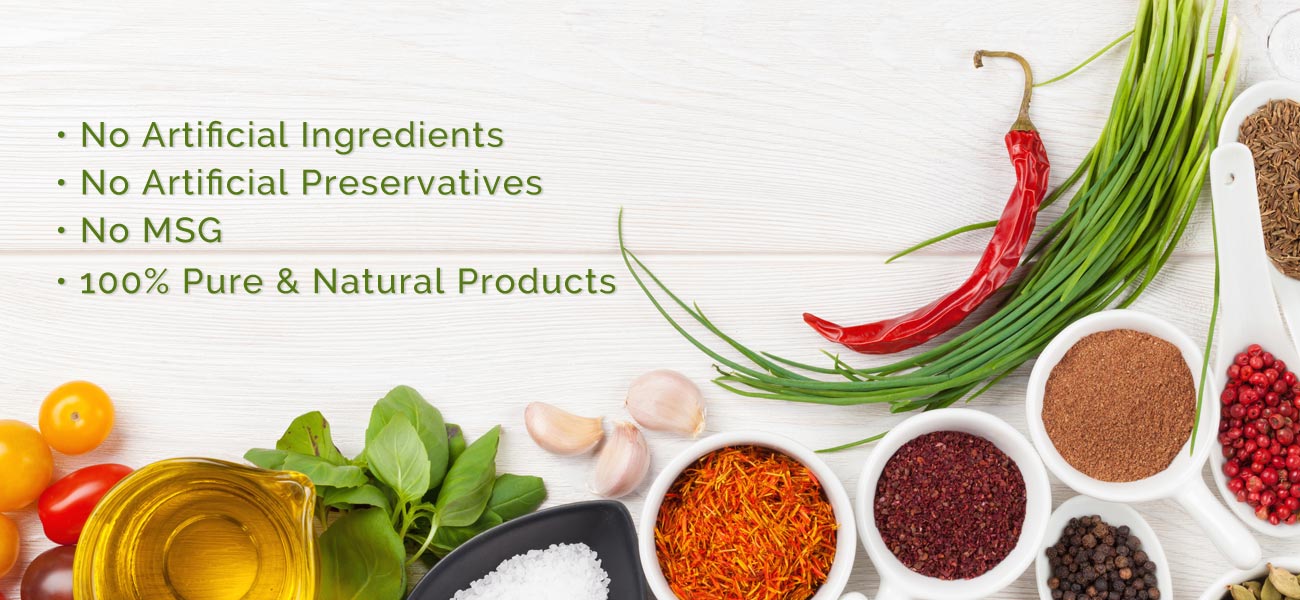 • No Artificial Ingredients
• No Artificial Preservatives
• No MSG
• 100% Pure & Natural Products